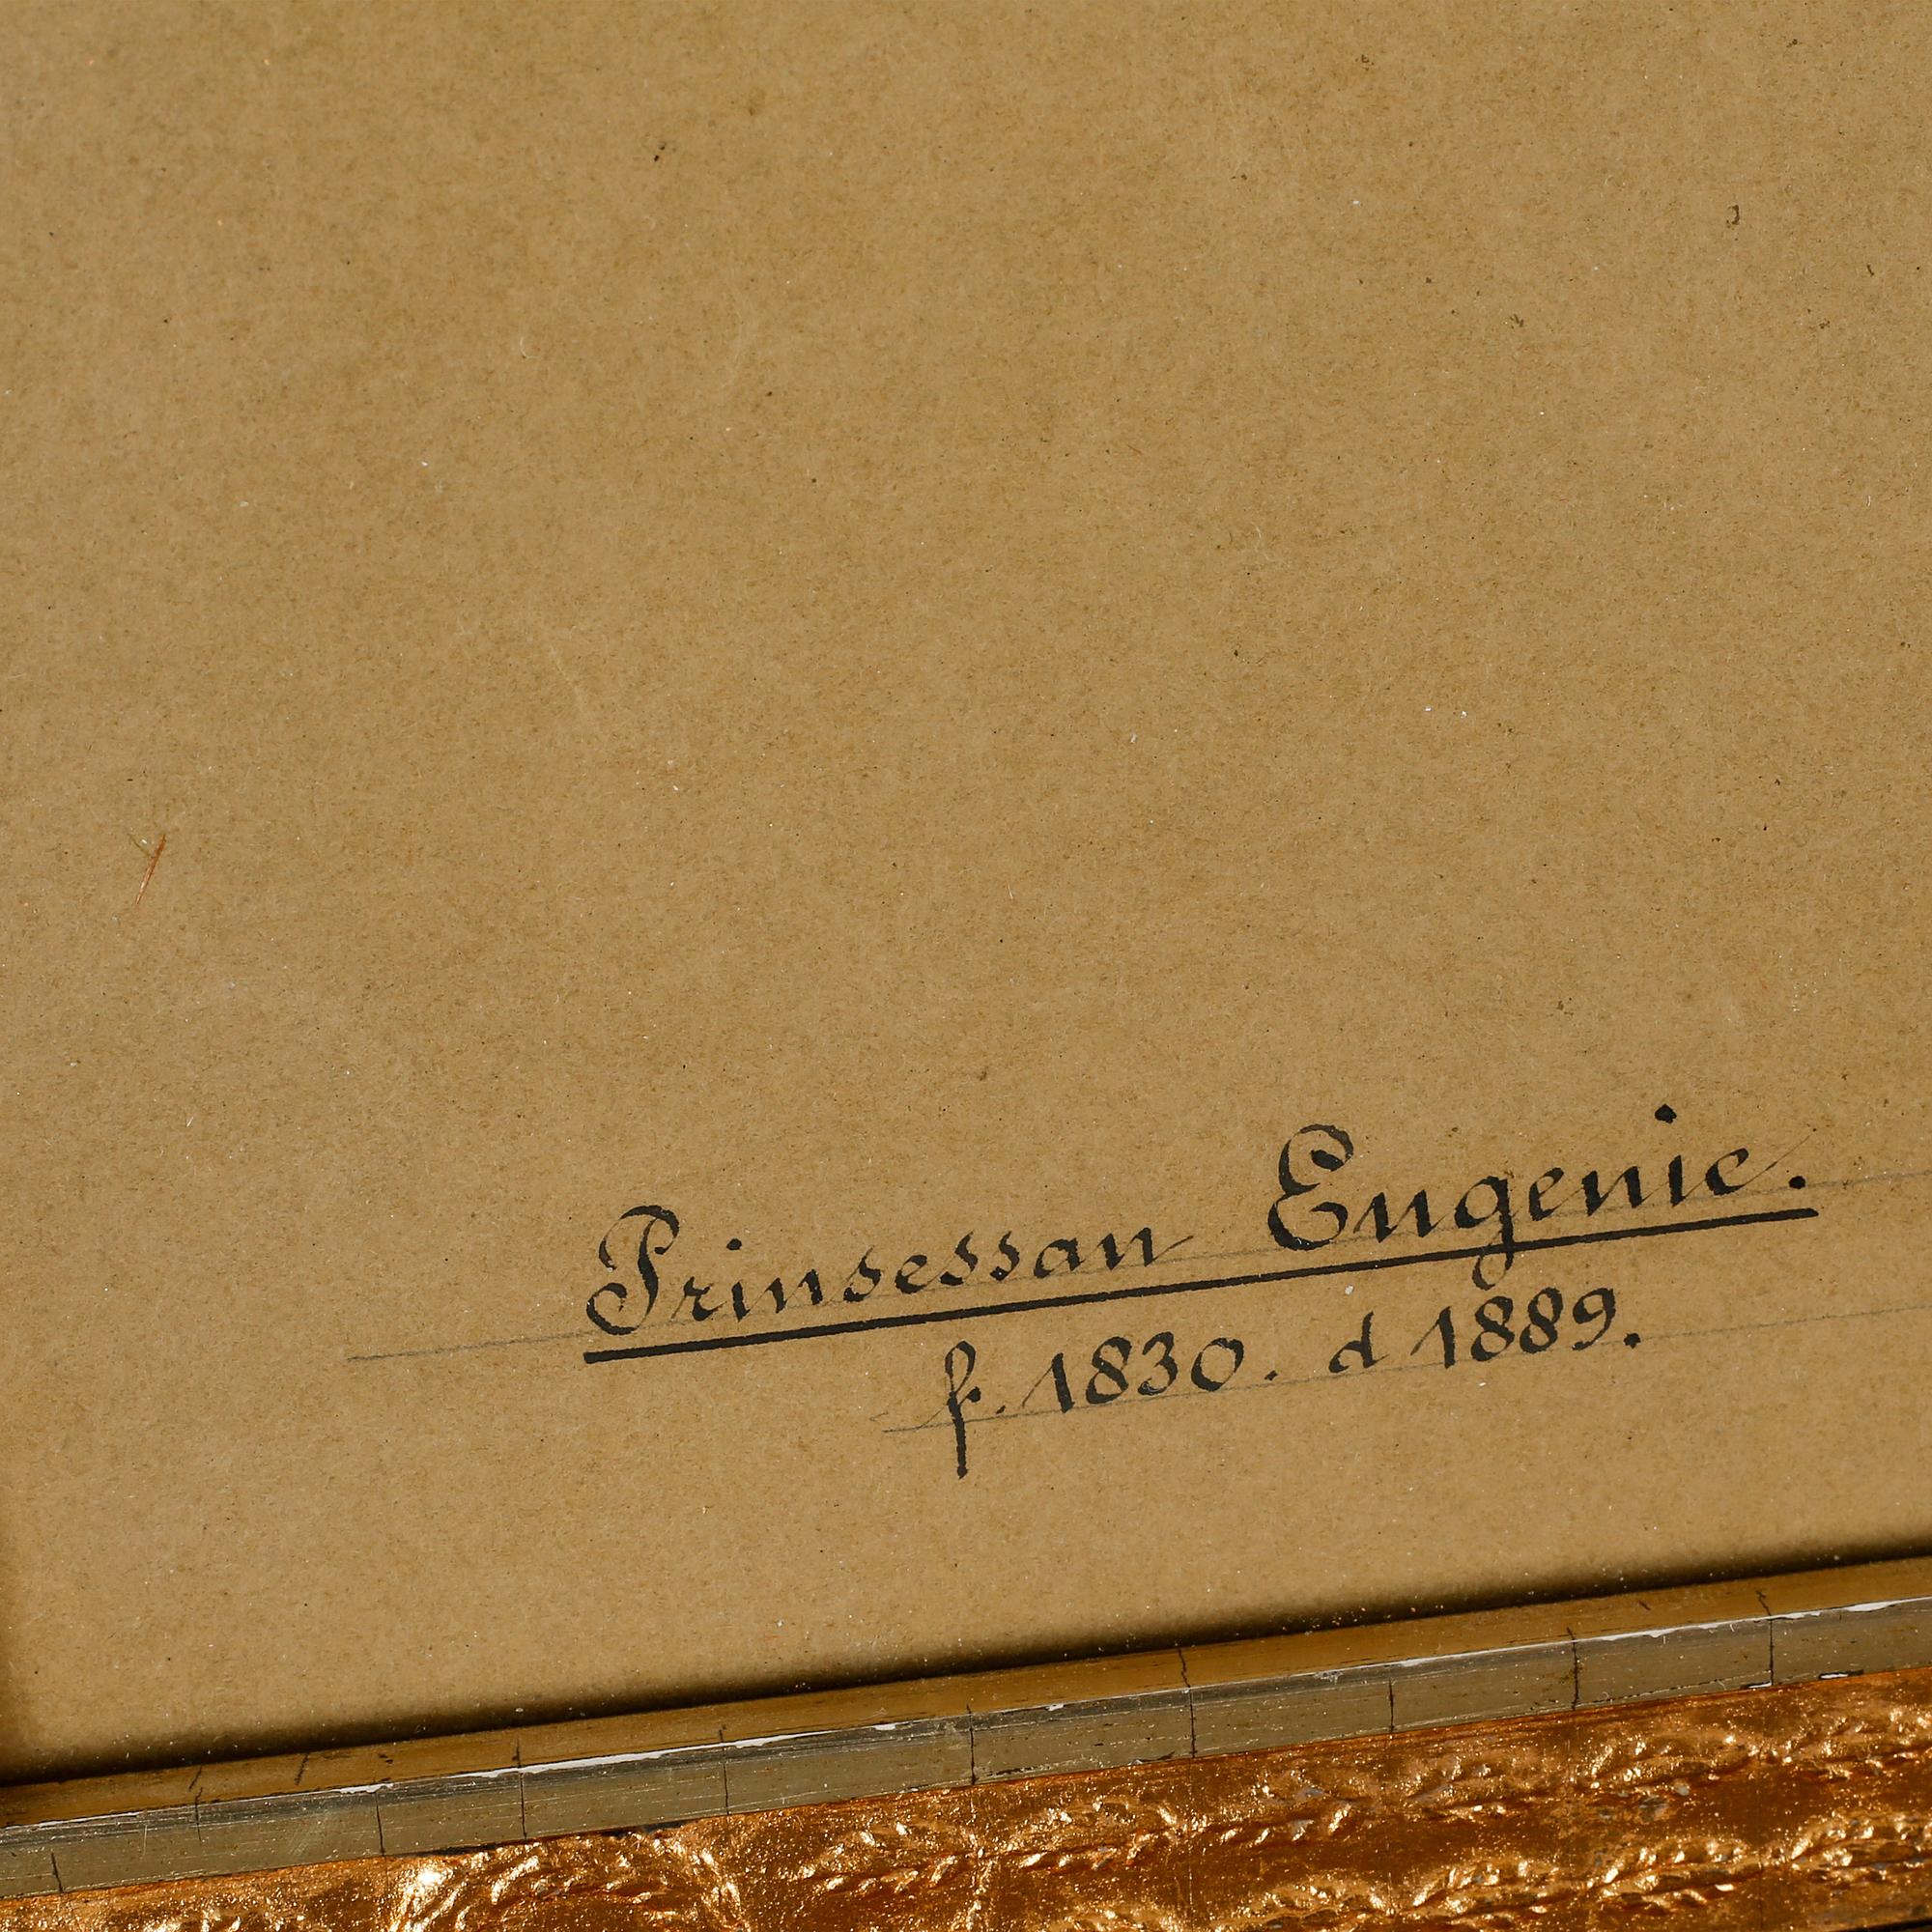 Prinsessan Eugenie.
f. 1830. d 1889.